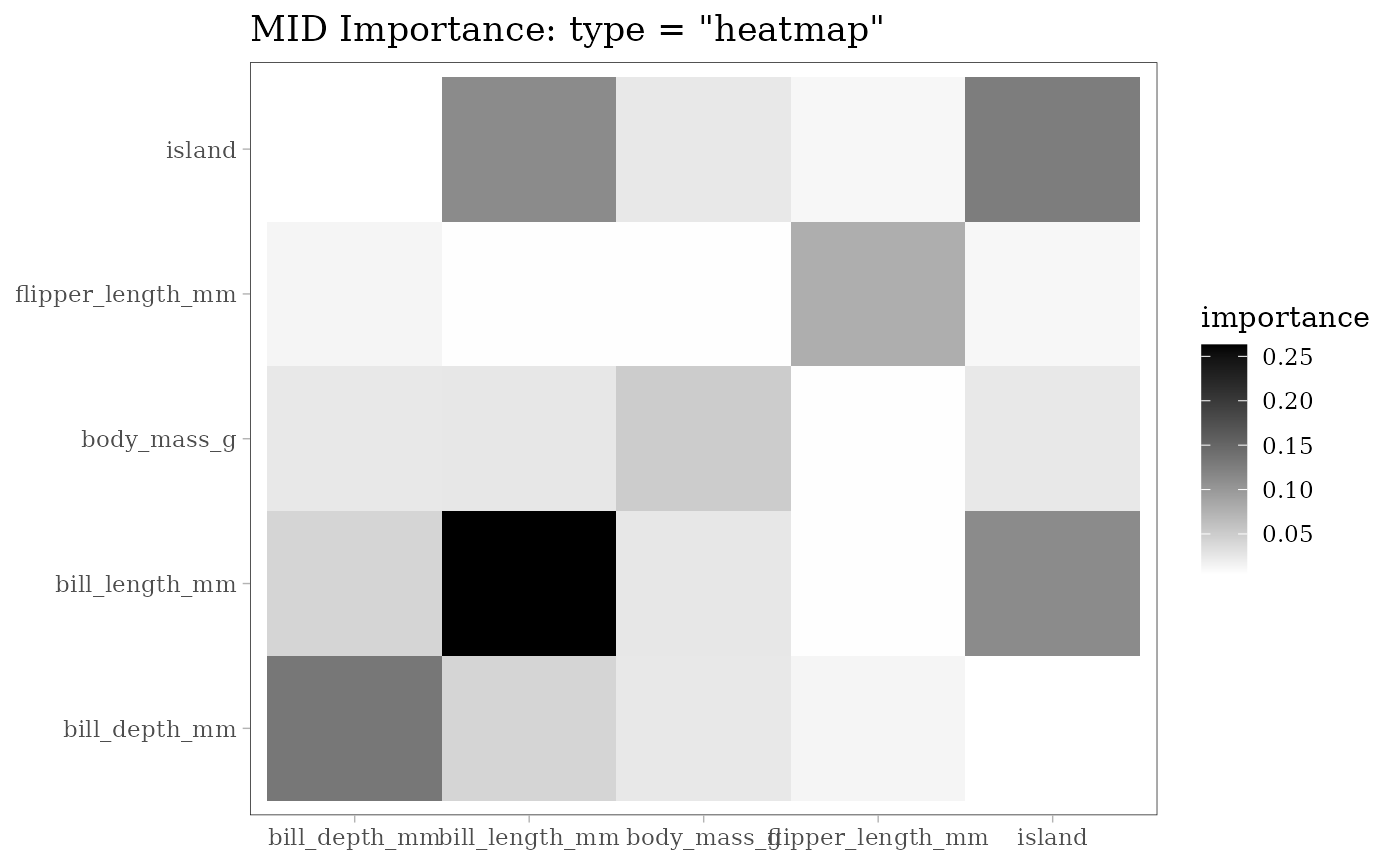 MID Importance: type = "heatmap"
island
flipper_length_mm
body_mass_g
bill_length_mm
bill_depth_mm
bill_depth_mm bill_length_mm body_mass_g flipper_length_mm island
importance
0.25
0.20
0.15
0.10
0.05